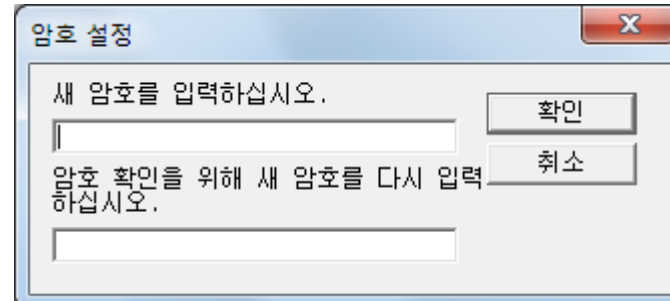 암호 설정
새 암호를 입력하십시오.
확인
취소
암호 확인을 위해 새 암호를 다시 입력
하십시오.